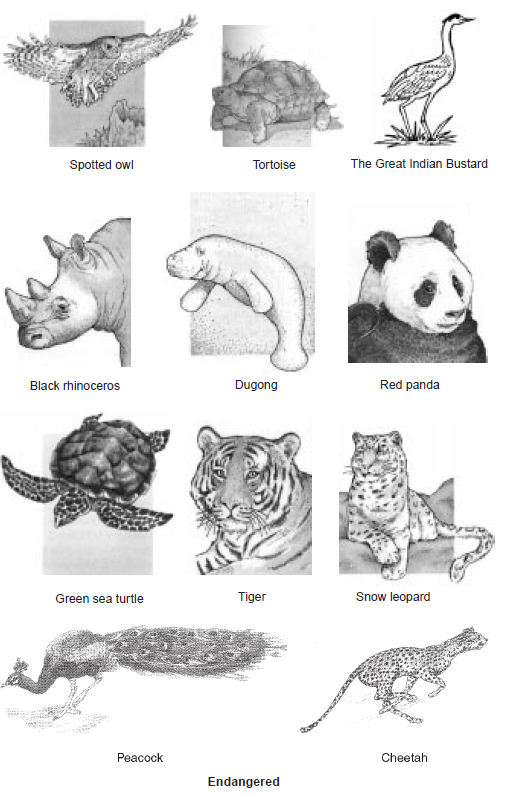 Spotted owl
Tortoise
The Great Indian Bustard
Black rhinoceros
Dugong
Red panda
Green sea turtle
Tiger
Snow leopard
Peacock
Cheetah
Endangered